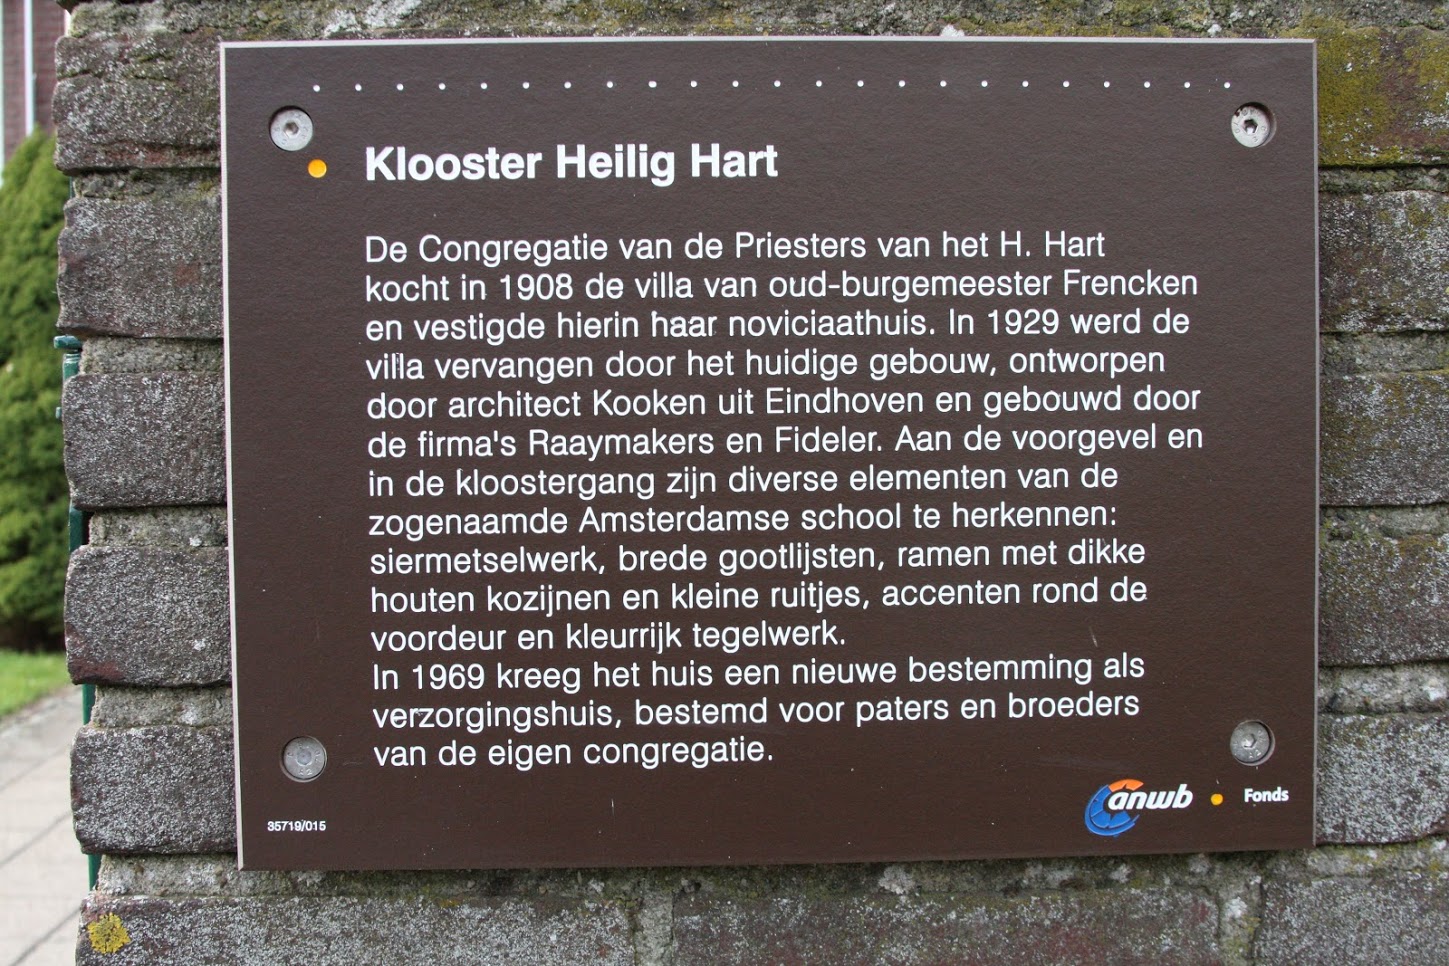 Klooster Heilig Hart
De Congregatie van de Priesters van het H. Hart
kocht in 1908 de villa van oud-burgemeester Frencken
en vestigde hierin haar noviciaathuis. In 1929 werd de
villa vervangen door het huidige gebouw, ontworpen
door architect Kooken uit Eindhoven en gebouwd door
de firma's Raaymakers en Fideler. Aan de voorgevel en
in de kloostergang zijn diverse elementen van de
zogenaamde Amsterdamse school te herkennen:
siermetselwerk, brede gootlijsten, ramen met dikke
houten kozijnen en kleine ruitjes, accenten rond de
voordeur en kleurrijk tegelwerk.
In 1969 kreeg het huis een nieuwe bestemming als
verzorgingshuis, bestemd voor paters en broeders
van de eigen congregatie.
anwb • Fonds
35719/015